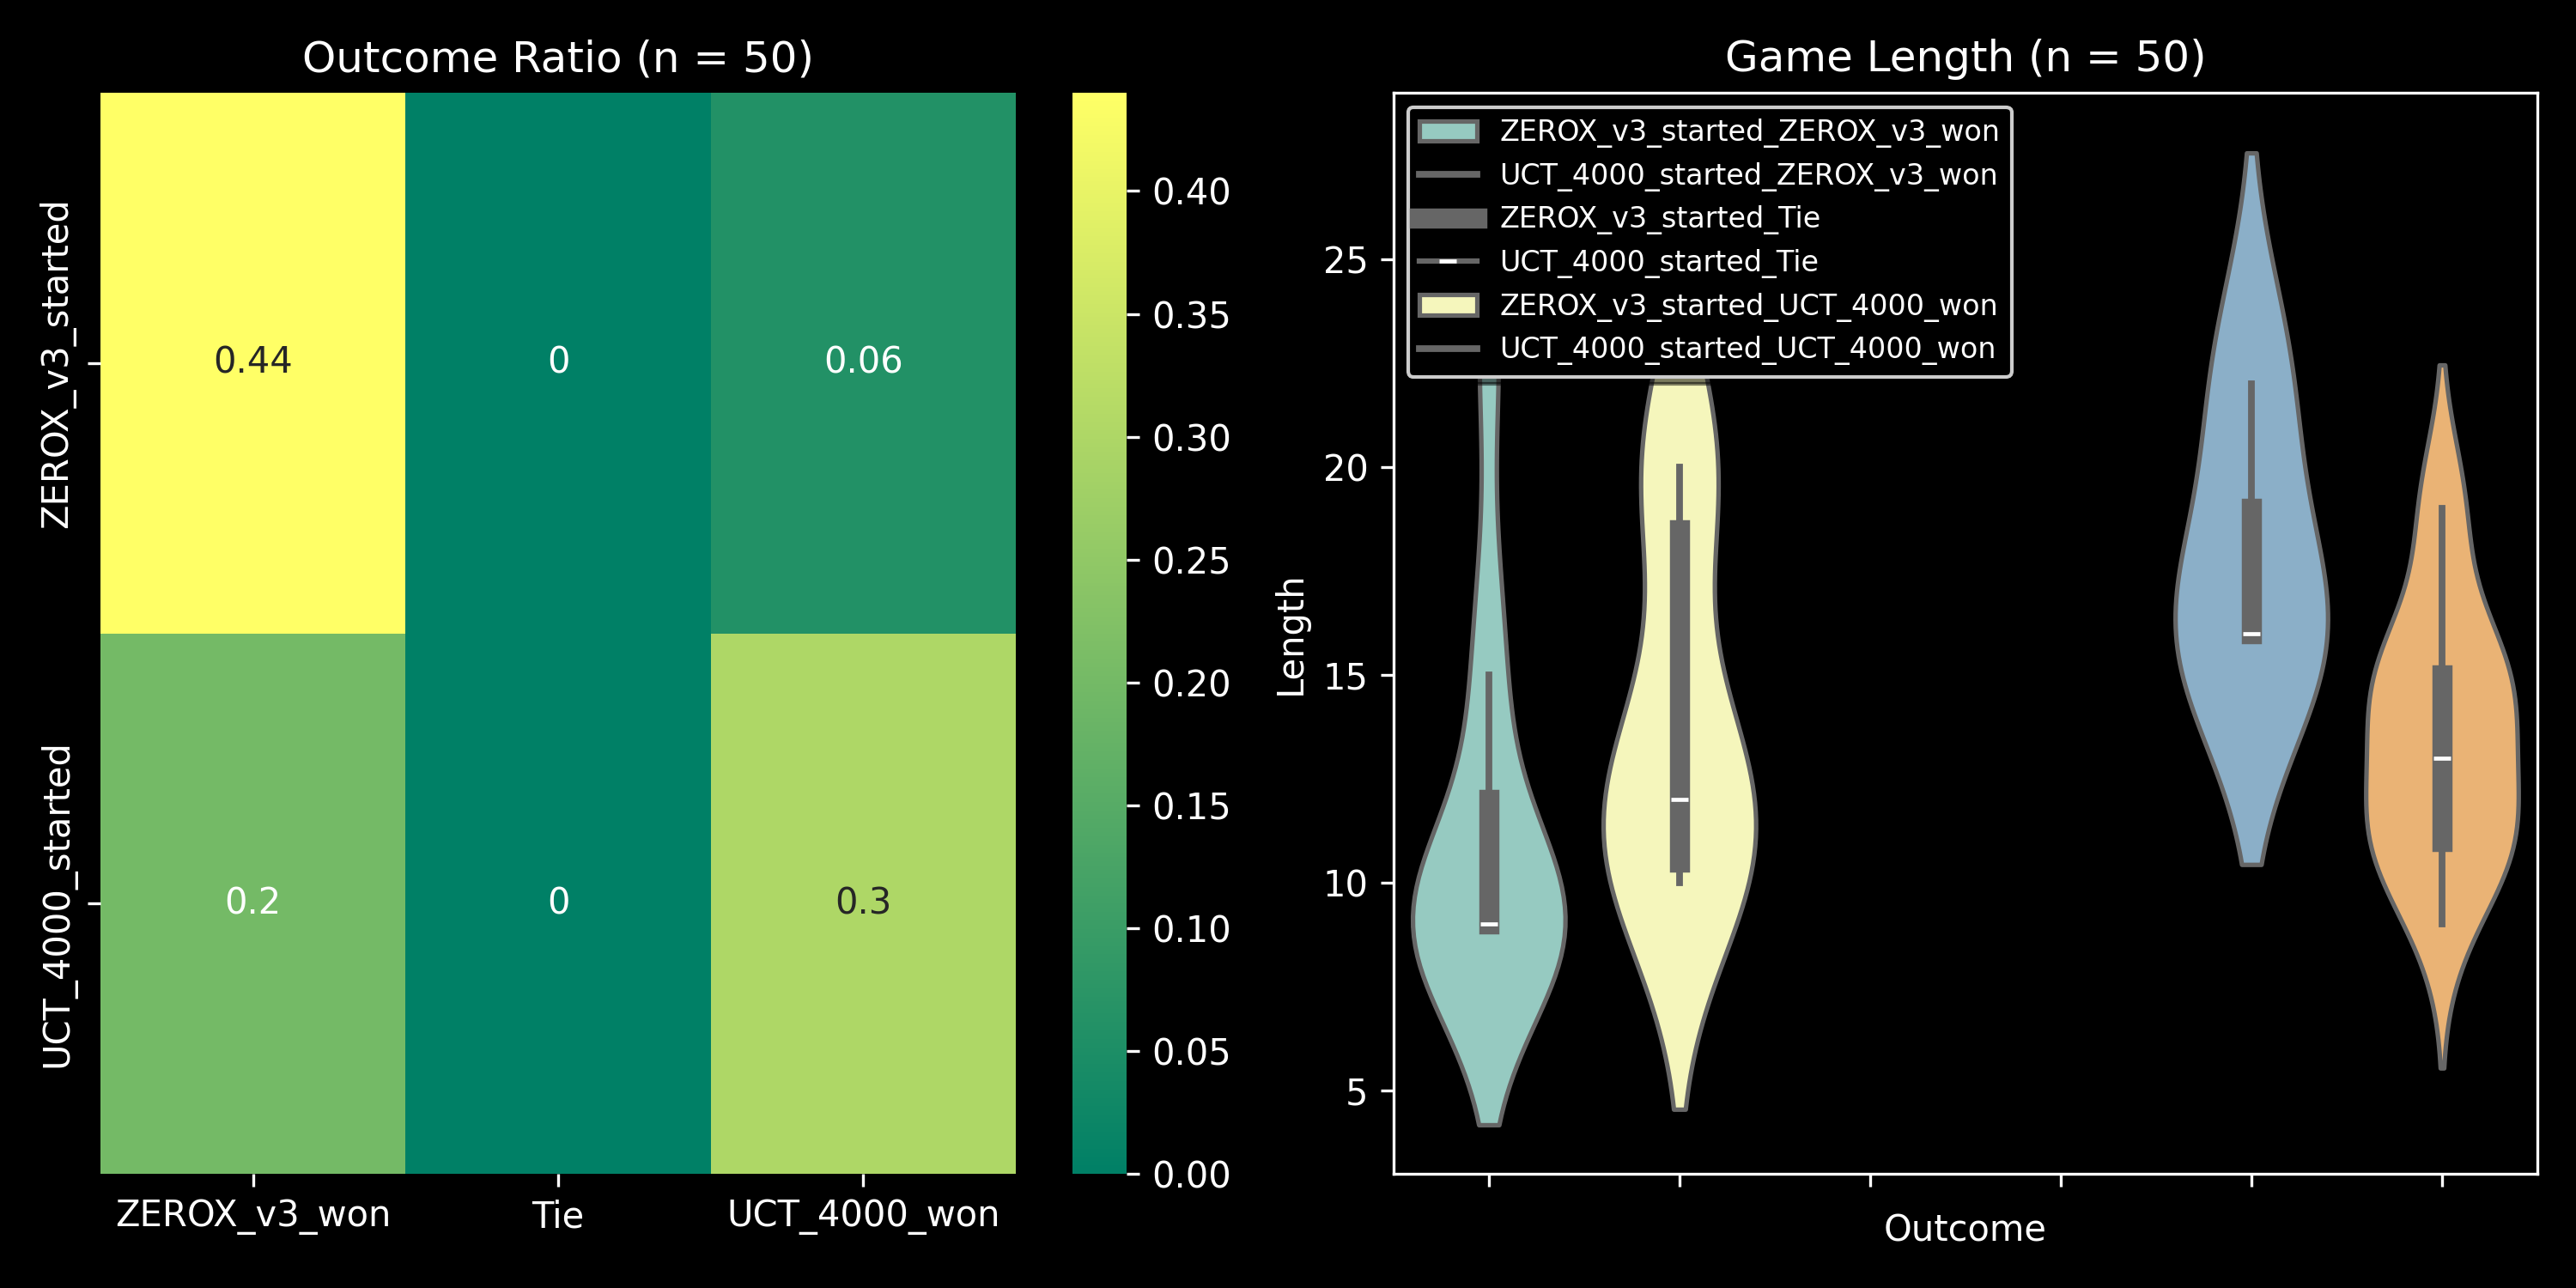 Outcome Ratio (n = 50)
ZEROX_v3_started
UCT_4000_started
0.44
0
0.06
0.2
0
0.3
ZEROX_v3_won
Tie
UCT_4000_won
0.40
0.35
0.30
0.25
0.20
0.15
0.10
0.05
0.00
Game Length (n = 50)
ZEROX_v3_started_ZEROX_v3_won
UCT_4000_started_ZEROX_v3_won
ZEROX_v3_started_Tie
UCT_4000_started_Tie
ZEROX_v3_started_UCT_4000_won
UCT_4000_started_UCT_4000_won
Length
25
20
15
10
5
Outcome